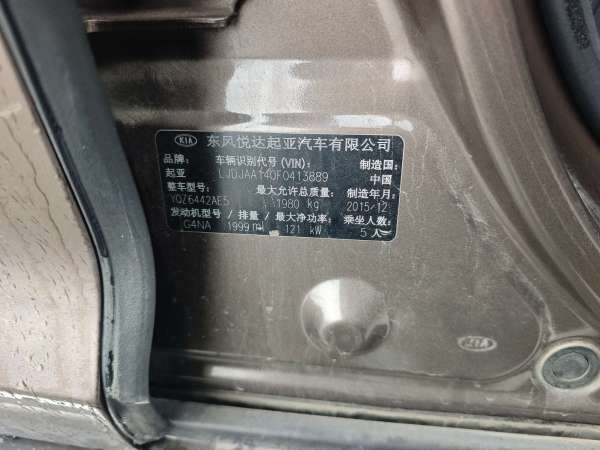 KIA 东风悦达起亚汽车有限公司
品牌: 车辆识别代号(VIN): 制造国:
起亚 LJDJAA140F0413889 中国
整车型号: 最大允许总质量: 制造年月:
YQZ6442AE5 1980 kg 2015-12
发动机型号 / 排量 / 最大净功率: 乘坐人数:
G4NA 1999 ml 121 kW 5 人
KIA